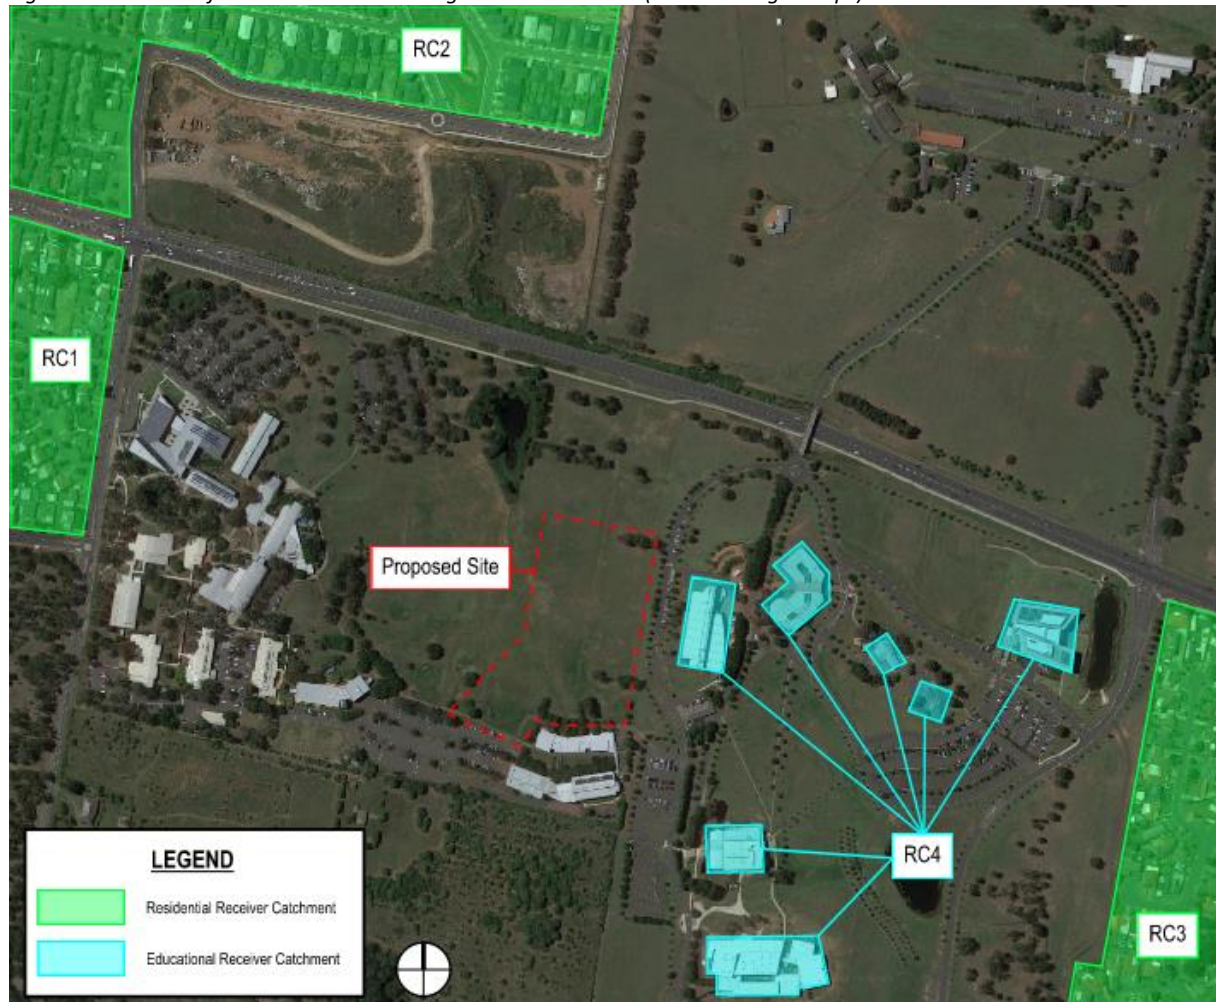 RC2
RC1
Proposed Site
RC4
RC3
LEGEND
Residential Receiver Catchment
Educational Receiver Catchment